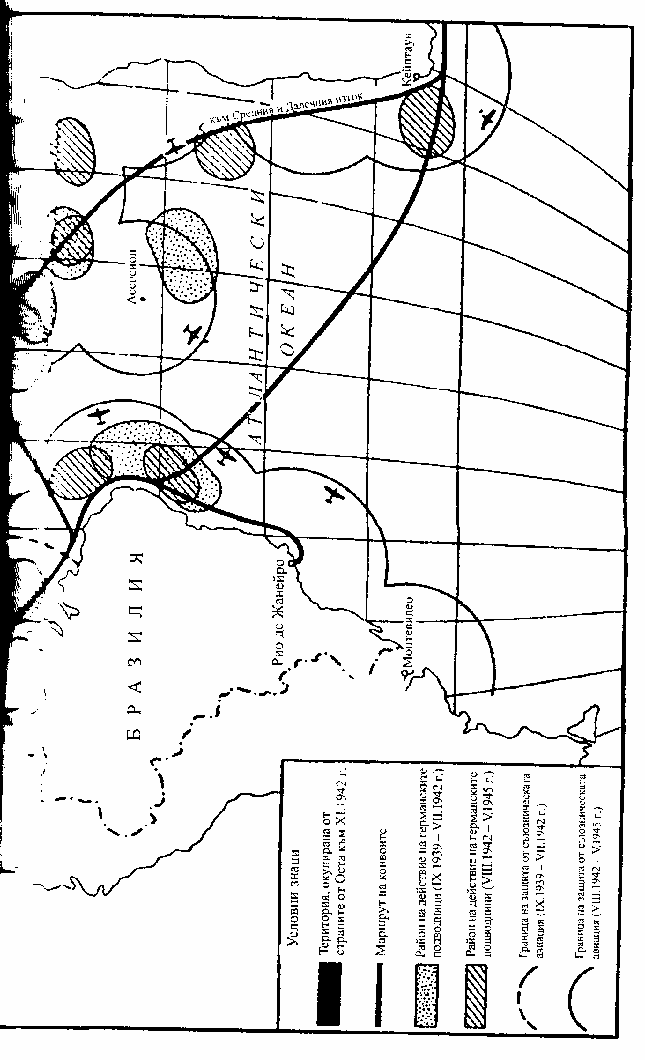 Кейптаун
към Средния и Далечния изток
Асенсион
АТЛАНТИЧЕСКИ
ОКЕАН
БРАЗИЛИЯ
Рио де Жанейро
Монтевидео
Условни знаци
Територия, окупирана от
страните от Оста към XI.1942 г.
Маршрут на конвоите
Район на действие на германските
подводници (IX.1939 – VII.1942 г.)
Район на действие на германските
подводници (VIII.1942 – V.1945 г.)
Граница на защита от съюзническата
авиация (IX.1939 – VII.1942 г.)
Граница на защита от съюзническата
авиация (VIII.1942 – V.1945 г.)